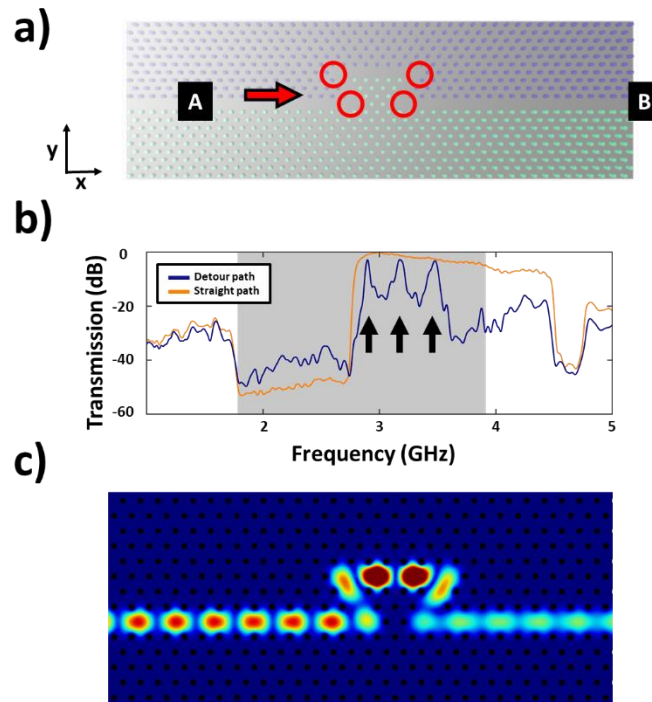 a)
A
B
y
x
b)
0
-20
-40
-60
Transmission (dB)
Detour path
Straight path
2
3
4
5
Frequency (GHz)
c)